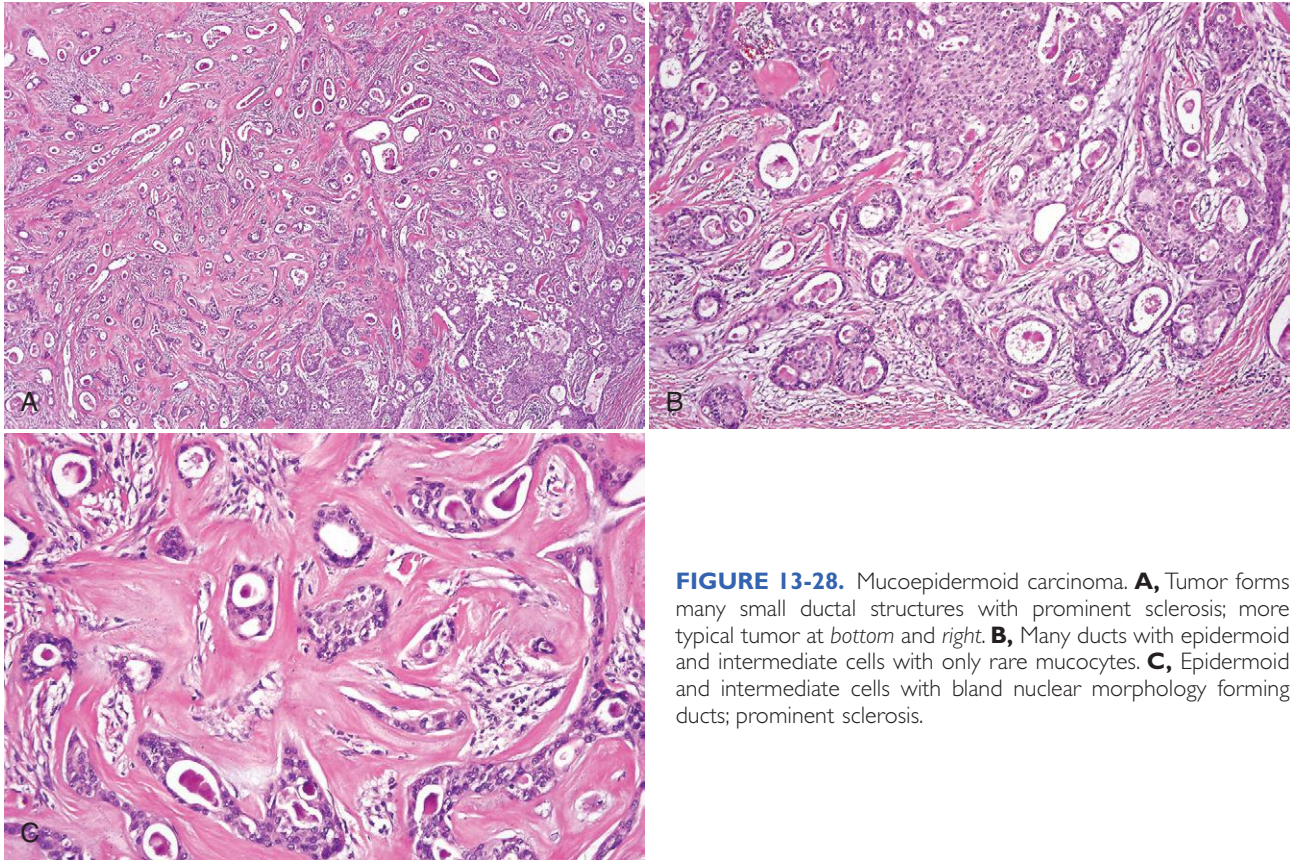 A
B
C
FIGURE 13-28. Mucoepidermoid carcinoma. A, Tumor forms
many small ductal structures with prominent sclerosis; more
typical tumor at bottom and right. B, Many ducts with epidermoid
and intermediate cells with only rare mucocytes. C, Epidermoid
and intermediate cells with bland nuclear morphology forming
ducts; prominent sclerosis.